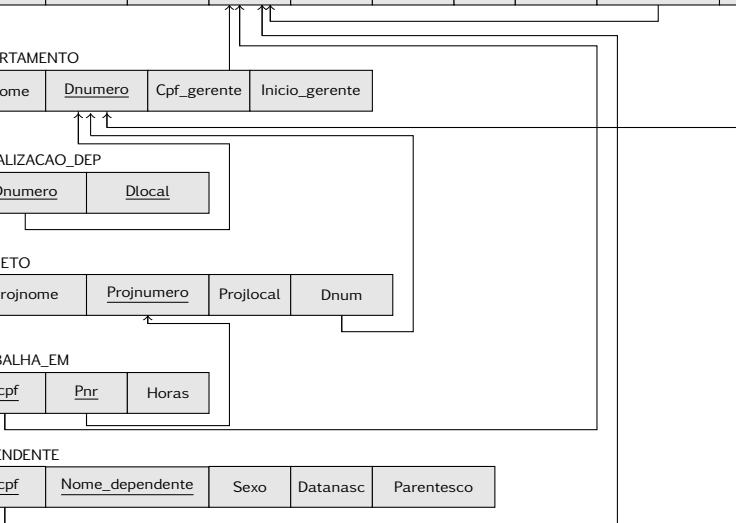 RTAMENTO
ome Dnumero Cpf_gerente Inicio_gerente
ALIZACAO_DEP
Dnumero Dlocal
ETO
rojnome Projnumero Projlocal Dnum
BALHA_EM
cpf Pnr Horas
ENDENTE
cpf Nome_dependente Sexo Datanasc Parentesco